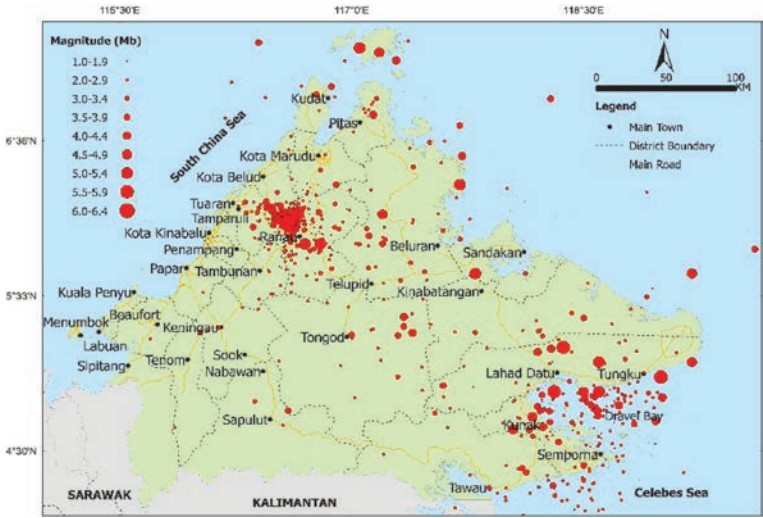 115°30'E
117°0'E
118°30'E
Magnitude (Mb)
1.0-1.9
2.0-2.9
3.0-3.4
3.5-3.9
4.0-4.4
4.5-4.9
5.0-5.4
5.5-5.9
6.0-6.4
N
0
50
100
KM
Legend
Main Town
District Boundary
Main Road
South China Sea
Kudat
Pitas
6°36'N
Kota Marudu
Kota Belud
Tuaran
Tamparuli
Kota Kinabalu
Ranau
Penampang
Beluran
Sandakan
Papar
Tambunan
Telupid
Kinabatangan
Kuala Penyu
5°33'N
Beaufort
Menumbok
Keningau
Labuan
Tongod
Sipitang
Tenom
Sook
Nabawan
Lahad Datu
Tungku
Dravel Bay
Sapulut
Kunak
4°30'N
Semporna
Tawau
SARAWAK
KALIMANTAN
Celebes Sea